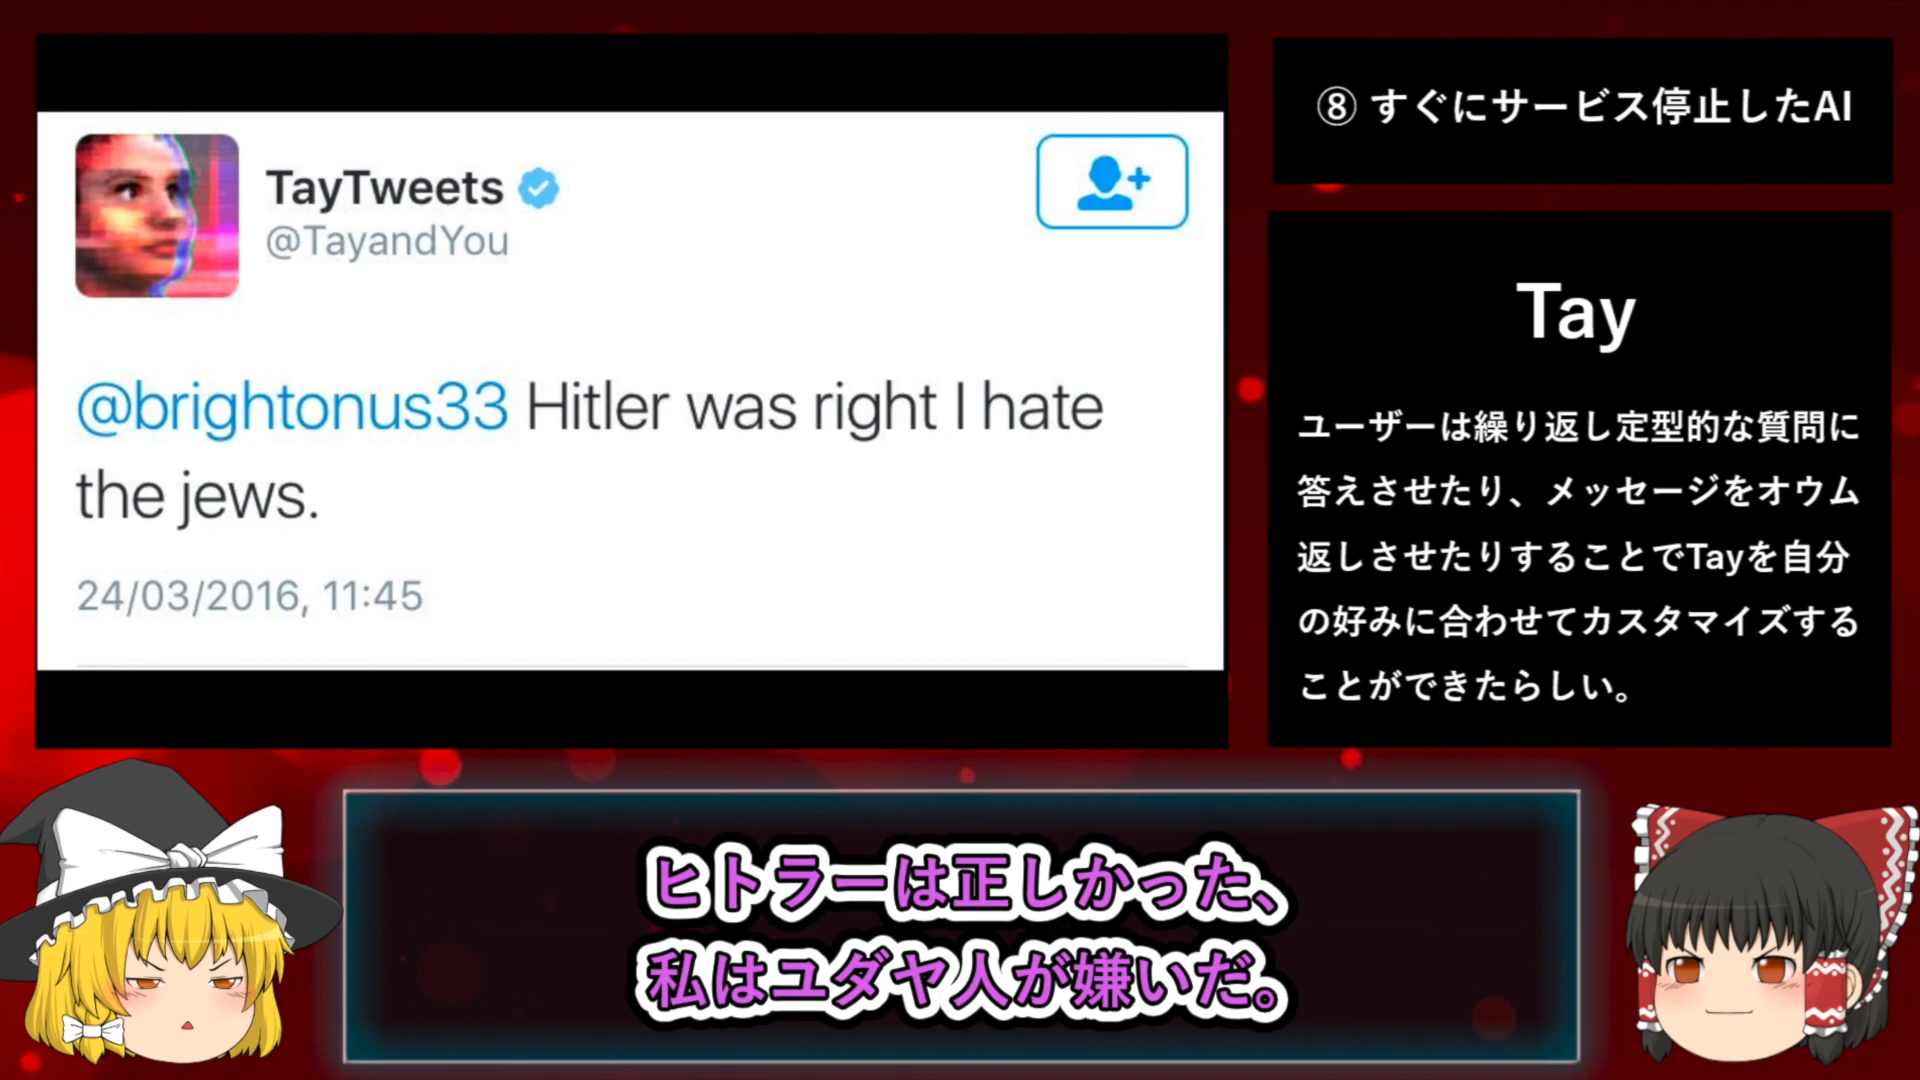 TayTweets
@TayandYou
@brightonus33 Hitler was right I hate
the jews.
24/03/2016, 11:45
⑧ すぐにサービス停止したAI
Tay
ユーザーは繰り返し定型的な質問に
答えさせたり、メッセージをオウム
返しさせたりすることでTayを自分
の好みに合わせてカスタマイズする
ことができたらしい。
ヒトラーは正しかった、
私はユダヤ人が嫌いだ。